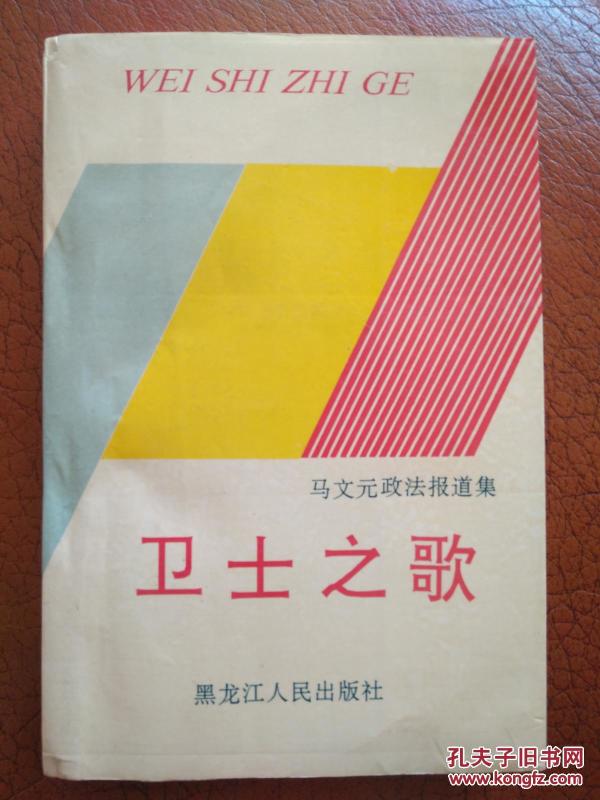 WEI SHI ZHI GE
马文元政法报道集
卫士之歌
黑龙江人民出版社
孔夫子旧书网
www.kongfz.com